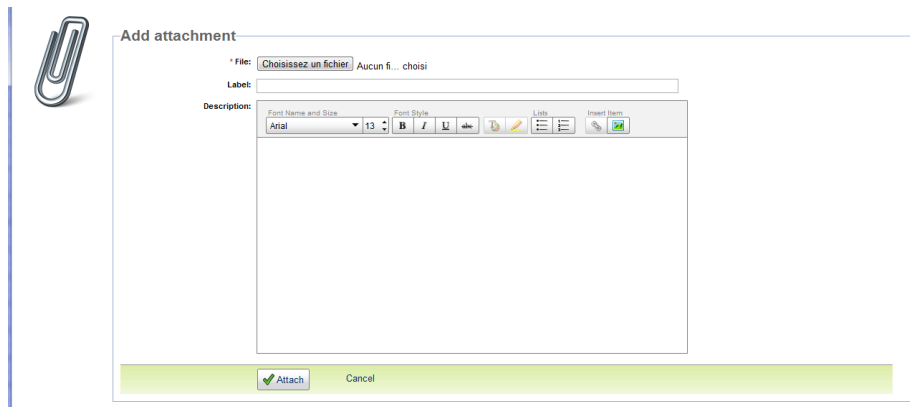 Add attachment
* File: Choisissez un fichier Aucun fi... choisi
Label:
Description:
Font Name and Size Font Style Lists Insert Item
Arial 13 B I U abc
Attach Cancel